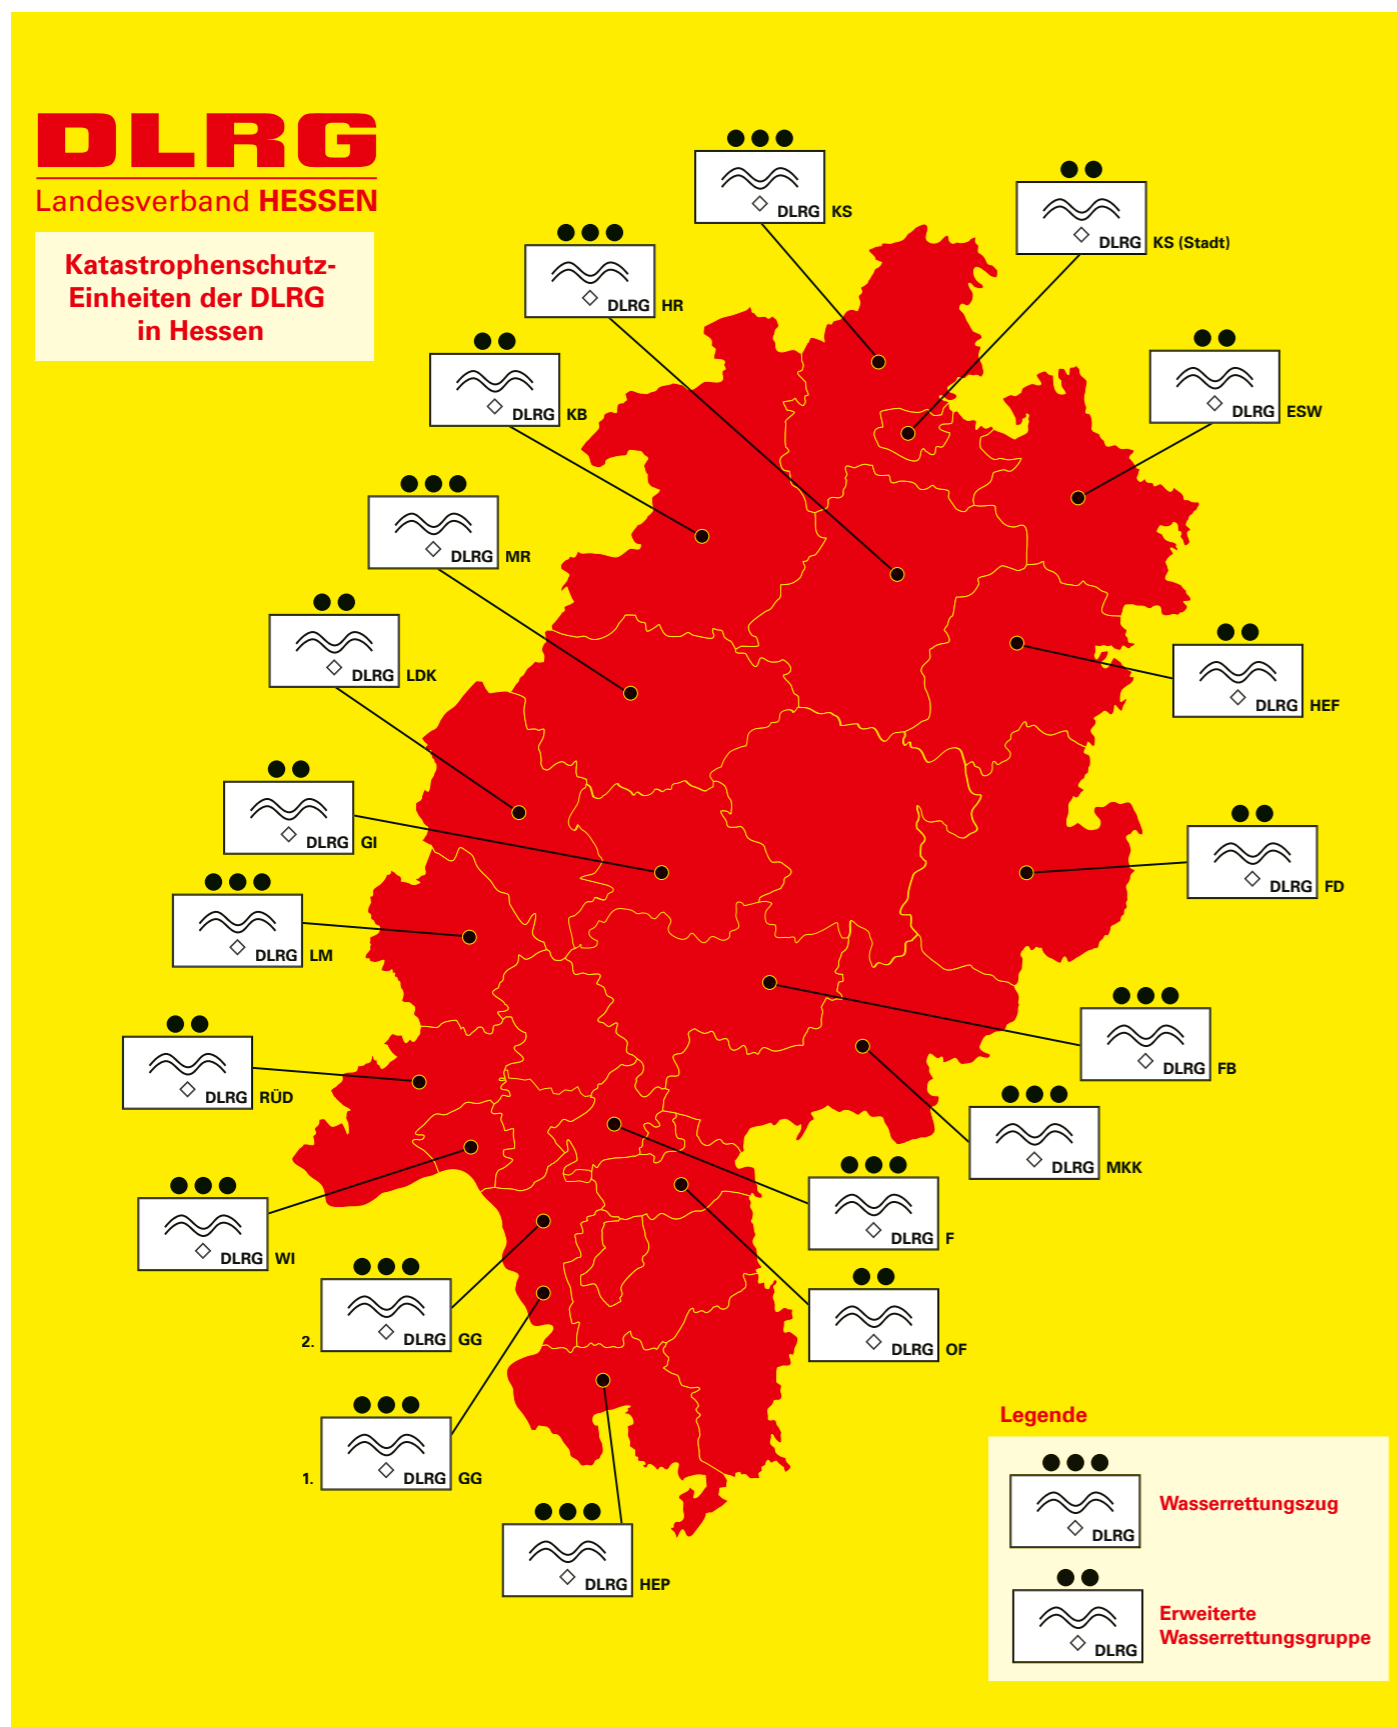 DLRG
Landesverband HESSEN
Katastrophenschutz-
Einheiten der DLRG
in Hessen
DLRG KS
DLRG KS (Stadt)
DLRG HR
DLRG KB
DLRG ESW
DLRG MR
DLRG LDK
DLRG HEF
DLRG GI
DLRG FD
DLRG LM
DLRG FB
DLRG RÜD
DLRG MKK
DLRG F
DLRG WI
2. DLRG GG
DLRG OF
1. DLRG GG
DLRG HEP
Legende
DLRG
Wasserrettungszug
DLRG
Erweiterte
Wasserrettungsgruppe